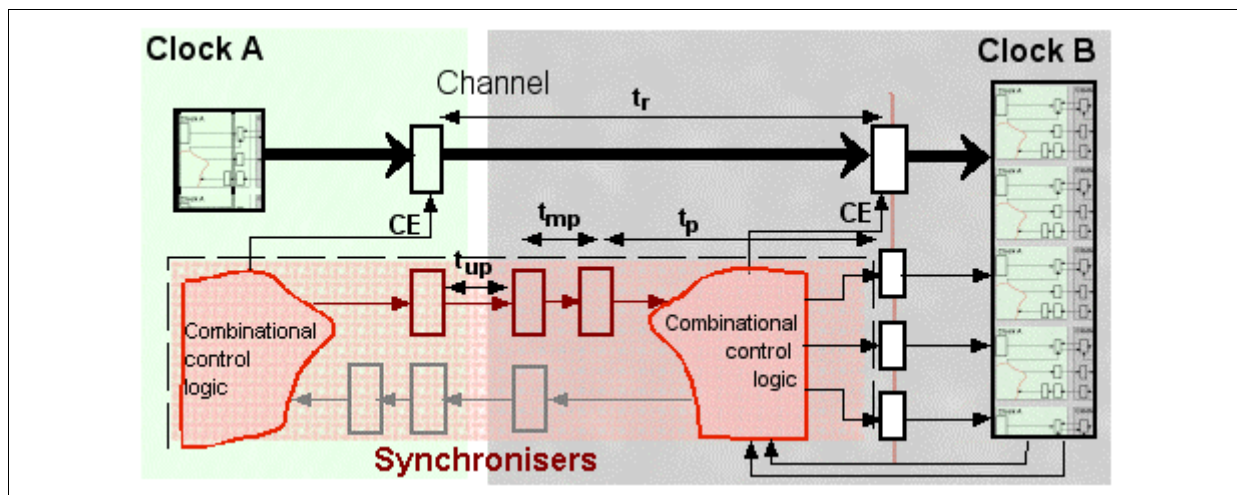 Clock A
Clock B
Channel
tr
CE
CE
tmp
tp
tup
Combinational
control
logic
Combinational
control
logic
Synchronisers